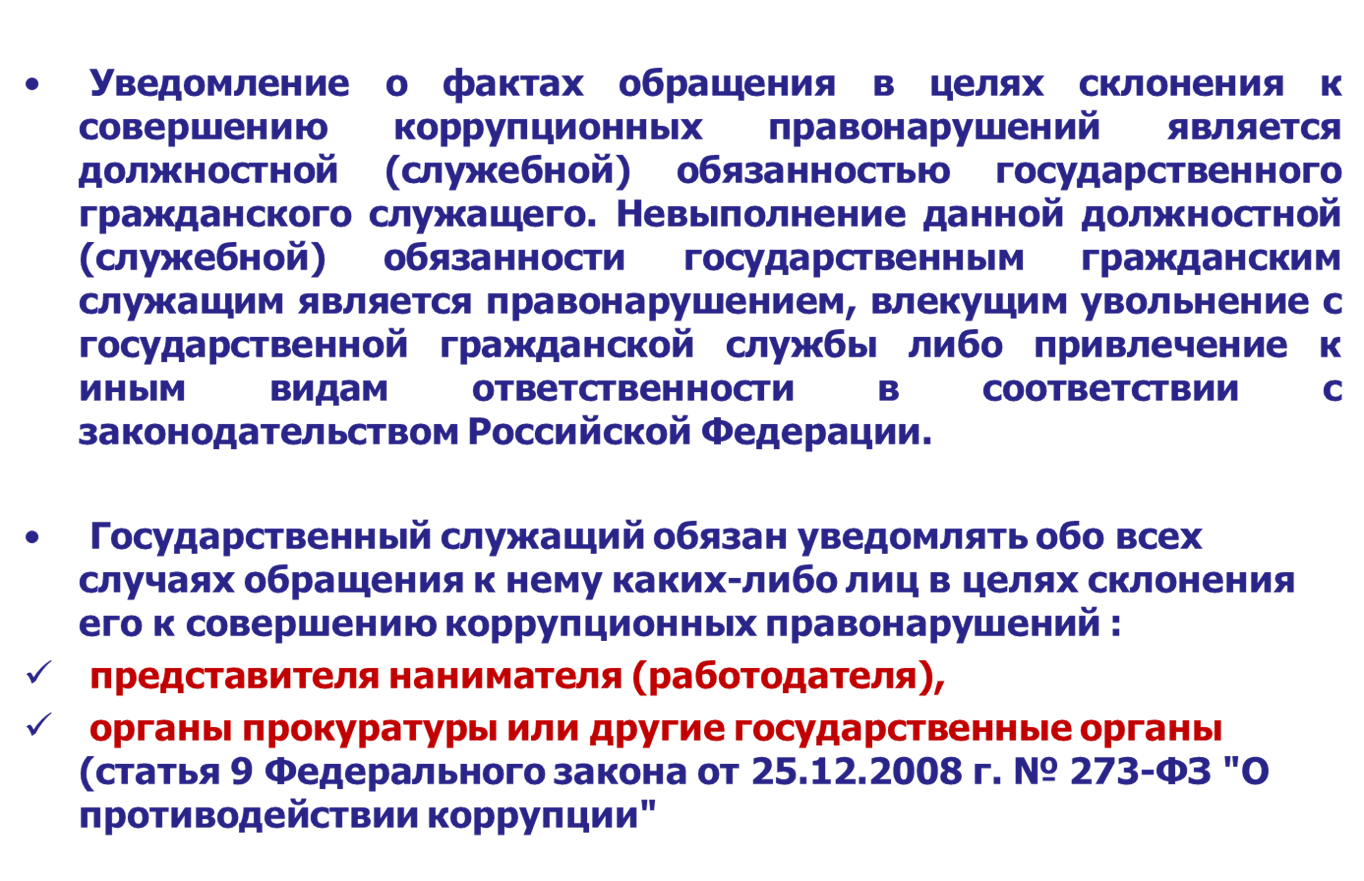 • Уведомление о фактах обращения в целях склонения к
совершению коррупционных правонарушений является
должностной (служебной) обязанностью государственного
гражданского служащего. Невыполнение данной должностной
(служебной) обязанности государственным гражданским
служащим является правонарушением, влекущим увольнение с
государственной гражданской службы либо привлечение к
иным видам ответственности в соответствии с
законодательством Российской Федерации.
• Государственный служащий обязан уведомлять обо всех
случаях обращения к нему каких-либо лиц в целях склонения
его к совершению коррупционных правонарушений :
✓ представителя нанимателя (работодателя),
✓ органы прокуратуры или другие государственные органы
(статья 9 Федерального закона от 25.12.2008 г. № 273-ФЗ "О
противодействии коррупции"